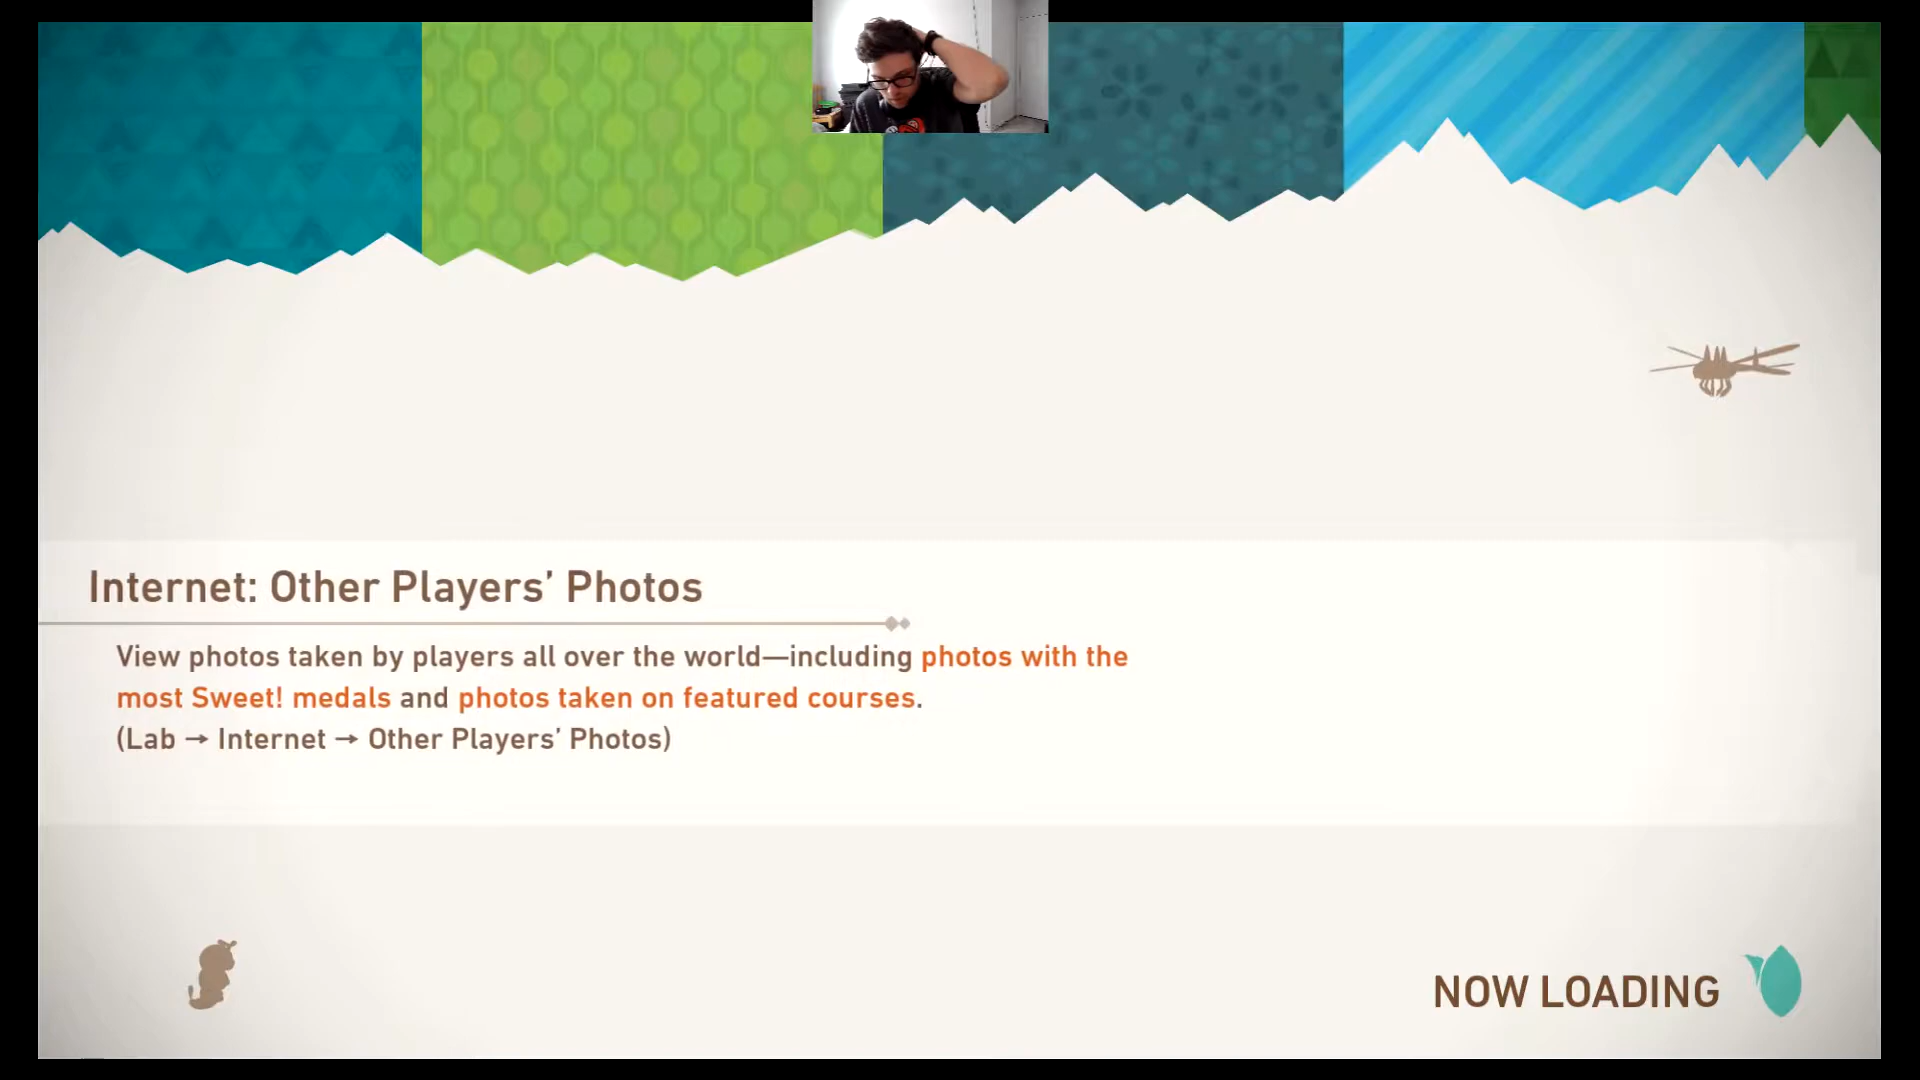 Internet: Other Players’ Photos
View photos taken by players all over the world—including photos with the
most Sweet! medals and photos taken on featured courses.
(Lab → Internet → Other Players’ Photos)
NOW LOADING